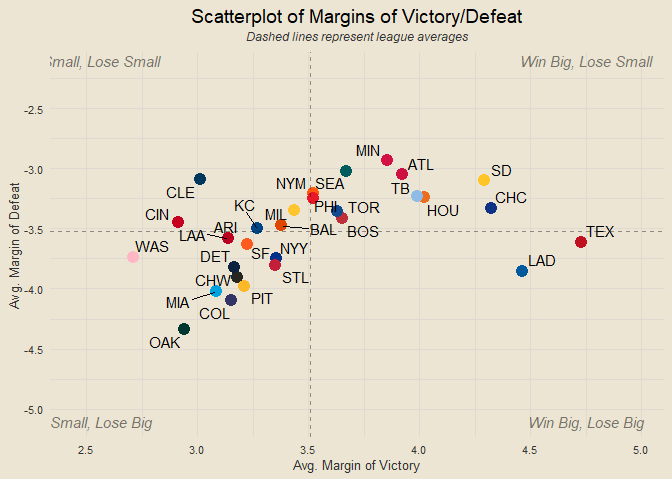 Scatterplot of Margins of Victory/Defeat
Dashed lines represent league averages
Small, Lose Small
Win Big, Lose Small
-2.5
-3.0
-3.5
-4.0
-4.5
-5.0
Avg. Margin of Defeat
MIN
ATL
SD
CLE
NYM
SEA
TB
CHC
KC
CIN
MIL
PHI
TOR
HOU
ARI
LAA
BAL
BOS
TEX
WAS
SF
NYY
DET
LAD
CHW
STL
MIA
PIT
COL
OAK
Small, Lose Big
Win Big, Lose Big
2.5
3.0
3.5
4.0
4.5
5.0
Avg. Margin of Victory